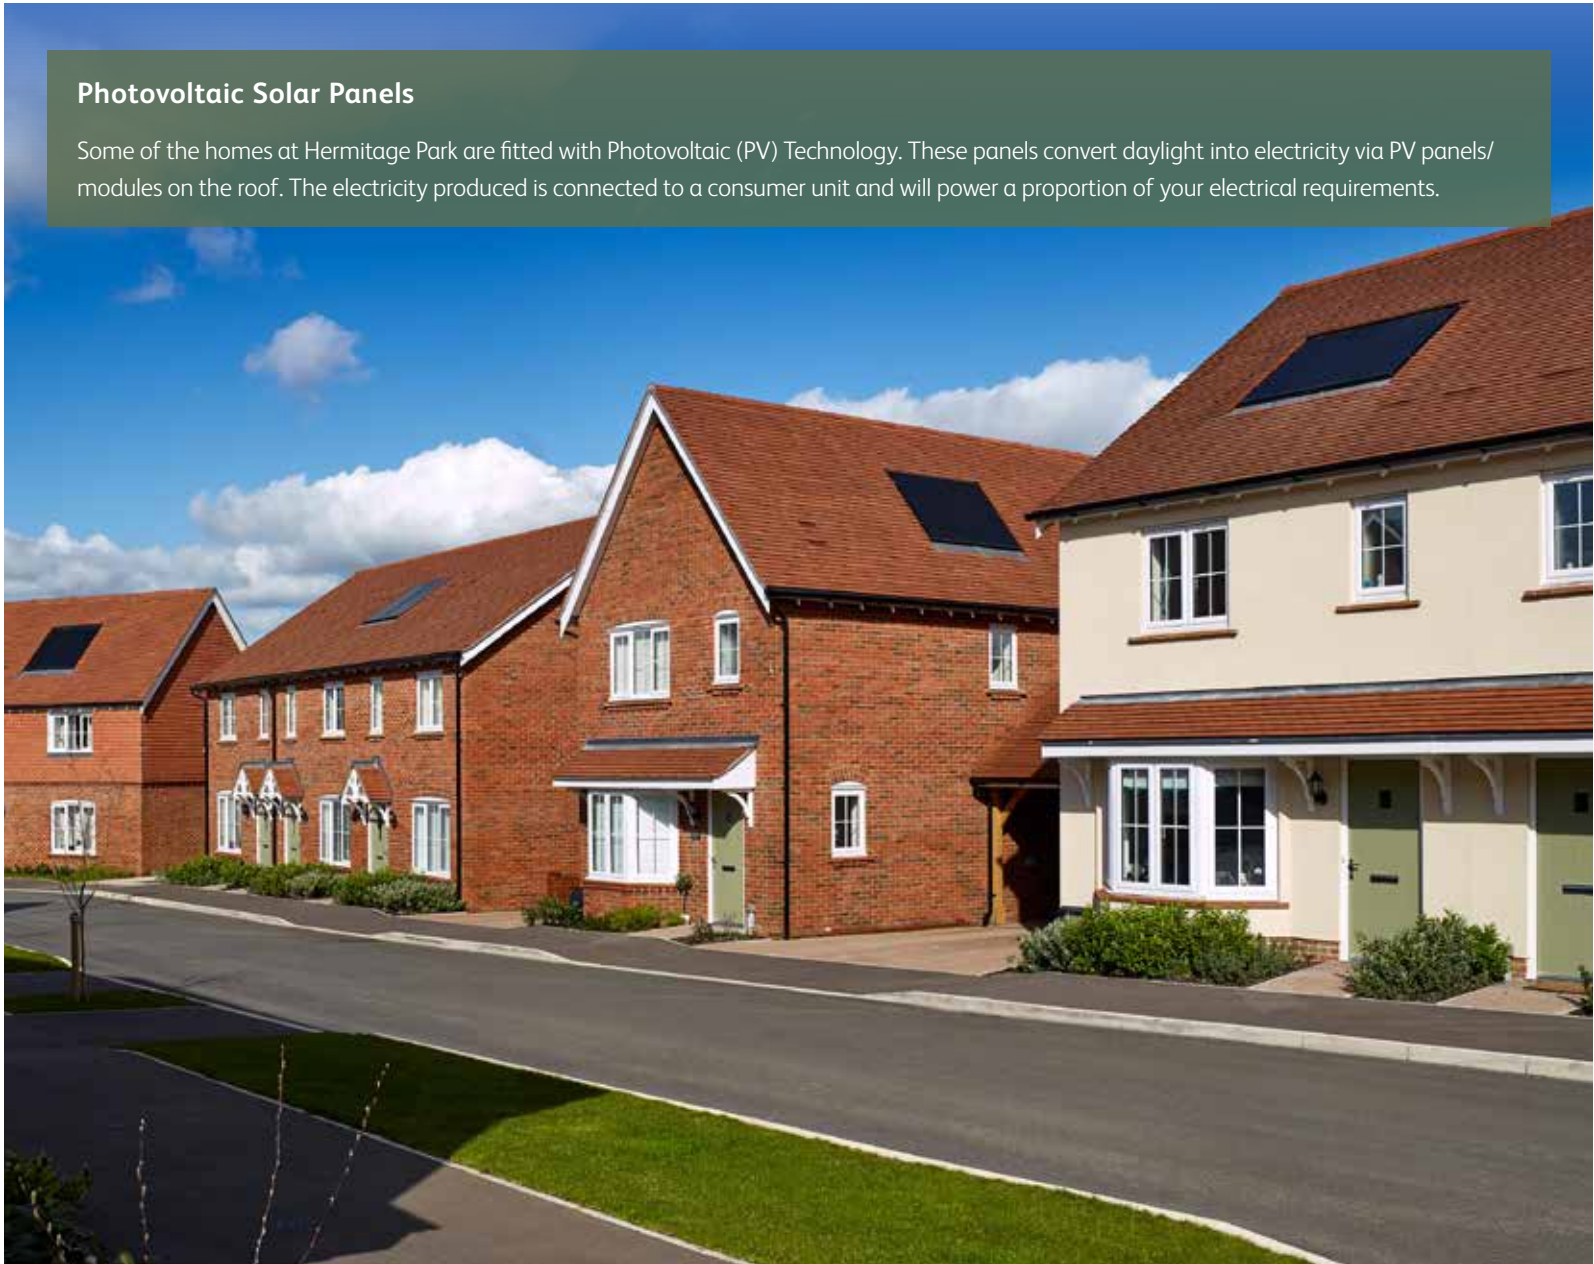 Photovoltaic Solar Panels
Some of the homes at Hermitage Park are fitted with Photovoltaic (PV) Technology. These panels convert daylight into electricity via PV panels/
modules on the roof. The electricity produced is connected to a consumer unit and will power a proportion of your electrical requirements.